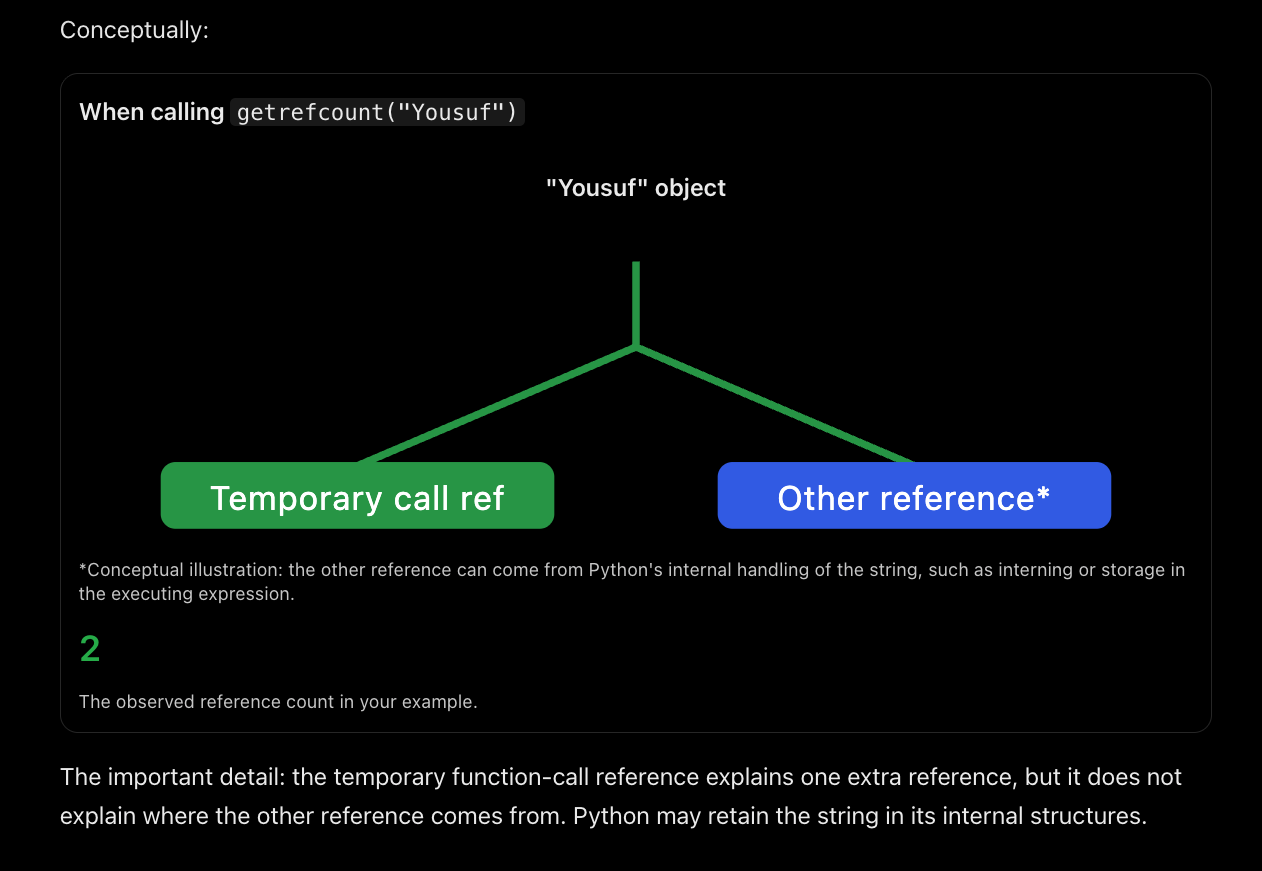 Conceptually:
When calling getrefcount("Yousuf")
"Yousuf" object
Temporary call ref
Other reference*
*Conceptual illustration: the other reference can come from Python's internal handling of the string, such as interning or storage in
the executing expression.
2
The observed reference count in your example.
The important detail: the temporary function-call reference explains one extra reference, but it does not
explain where the other reference comes from. Python may retain the string in its internal structures.